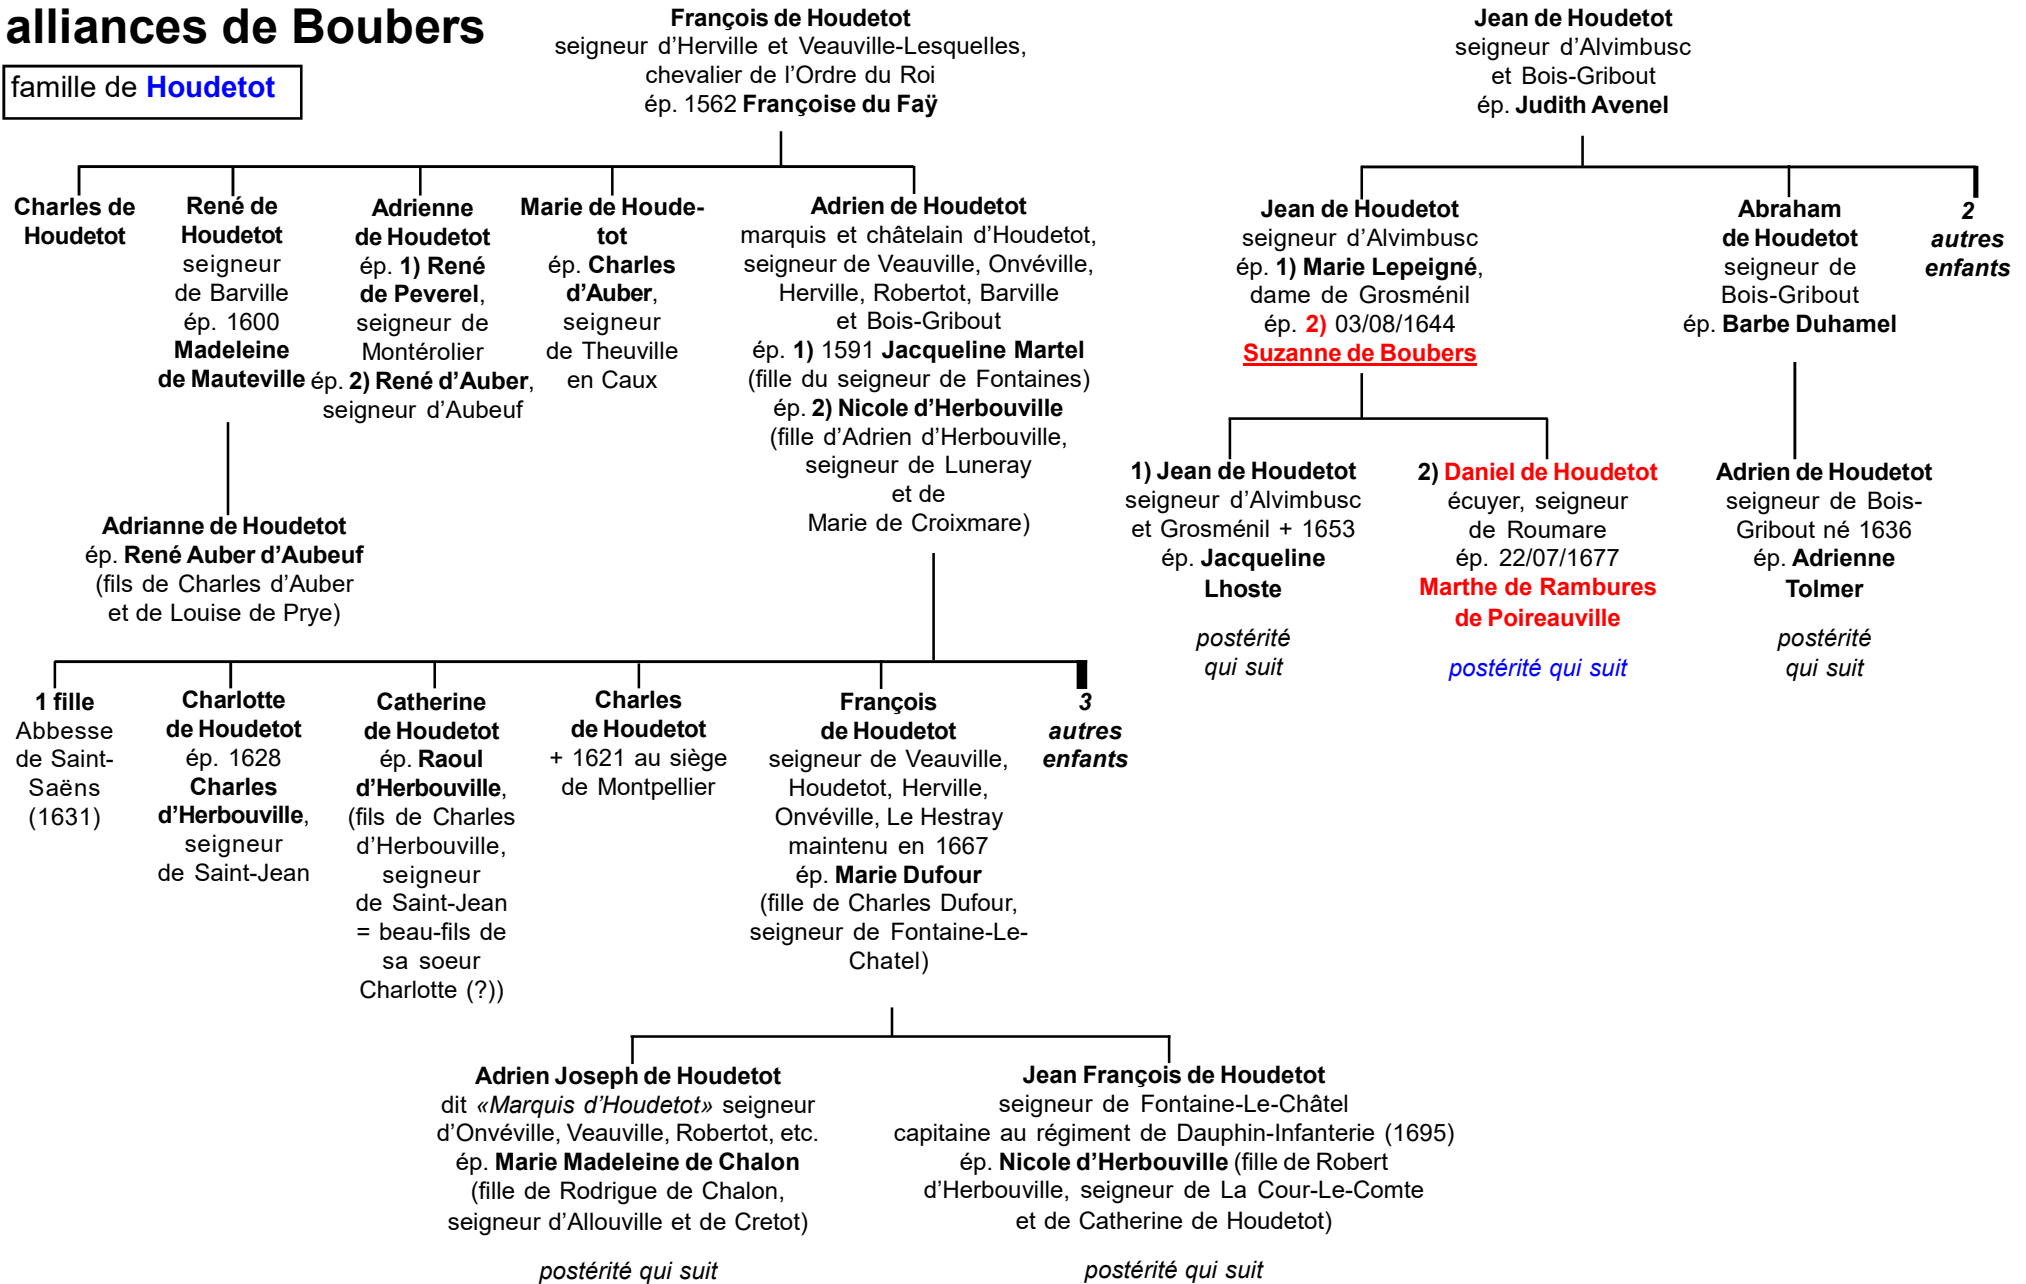 alliances de Boubers
famille de Houdetot
François de Houdetot
seigneur d'Herville et Veauville-Lesquelles,
chevalier de l'Ordre du Roi
ép. 1562 Françoise du Faÿ
Jean de Houdetot
seigneur d'Alvimbusc
et Bois-Gribout
ép. Judith Avenel
Charles de
Houdetot
René de
Houdetot
seigneur
de Barville
ép. 1600
Madeleine
de Mauteville
Adrienne
de Houdetot
ép. 1) René
de Peverel,
seigneur de
Montérolier
ép. 2) René d'Auber,
seigneur d'Aubeuf
Marie de Houde-
tot
ép. Charles
d'Auber,
seigneur
de Theuville
en Caux
Adrien de Houdetot
marquis et châtelain d'Houdetot,
seigneur de Veauville, Onvéville,
Herville, Robertot, Barville
et Bois-Gribout
ép. 1) 1591 Jacqueline Martel
(fille du seigneur de Fontaines)
ép. 2) Nicole d'Herbouville
(fille d'Adrien d'Herbouville,
seigneur de Luneray
et de
Marie de Croixmare)
Jean de Houdetot
seigneur d'Alvimbusc
ép. 1) Marie Lepeigné,
dame de Grosménil
ép. 2) 03/08/1644
Suzanne de Boubers
Abraham
de Houdetot
seigneur de
Bois-Gribout
ép. Barbe Duhamel
2
autres
enfants
Adrianne de Houdetot
ép. René Auber d'Aubeuf
(fils de Charles d'Auber
et de Louise de Prye)
1) Jean de Houdetot
seigneur d'Alvimbusc
et Grosménil + 1653
ép. Jacqueline
Lhoste
postérité
qui suit
2) Daniel de Houdetot
écuyer, seigneur
de Roumare
ép. 22/07/1677
Marthe de Rambures
de Poireauville
postérité qui suit
Adrien de Houdetot
seigneur de Bois-
Gribout né 1636
ép. Adrienne
Tolmer
postérité
qui suit
1 fille
Abbesse
de Saint-
Saëns
(1631)
Charlotte
de Houdetot
ép. 1628
Charles
d'Herbouville,
seigneur
de Saint-Jean
Catherine
de Houdetot
ép. Raoul
d'Herbouville,
(fils de Charles
d'Herbouville,
seigneur
de Saint-Jean
= beau-fils de
sa soeur
Charlotte (?))
Charles
de Houdetot
+ 1621 au siège
de Montpellier
François
de Houdetot
seigneur de Veauville,
Houdetot, Herville,
Onvéville, Le Hestray
maintenu en 1667
ép. Marie Dufour
(fille de Charles Dufour,
seigneur de Fontaine-Le-
Chatel)
3
autres
enfants
Adrien Joseph de Houdetot
dit «Marquis d'Houdetot» seigneur
d'Onvéville, Veauville, Robertot, etc.
ép. Marie Madeleine de Chalon
(fille de Rodrigue de Chalon,
seigneur d'Allouville et de Cretot)
postérité qui suit
Jean François de Houdetot
seigneur de Fontaine-Le-Châtel
capitaine au régiment de Dauphin-Infanterie (1695)
ép. Nicole d'Herbouville (fille de Robert
d'Herbouville, seigneur de La Cour-Le-Comte
et de Catherine de Houdetot)
postérité qui suit